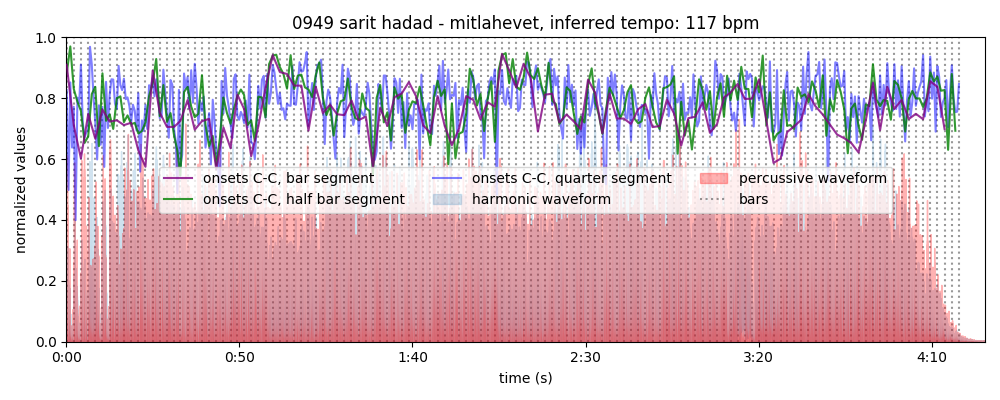 0949 sarit hadad - mitlahevet, inferred tempo: 117 bpm
1.0
0.8
0.6
0.4
0.2
0.0
normalized values
onsets C-C, bar segment
onsets C-C, half bar segment
onsets C-C, quarter segment
harmonic waveform
percussive waveform
bars
0:00 0:50 1:40 2:30 3:20 4:10
time (s)